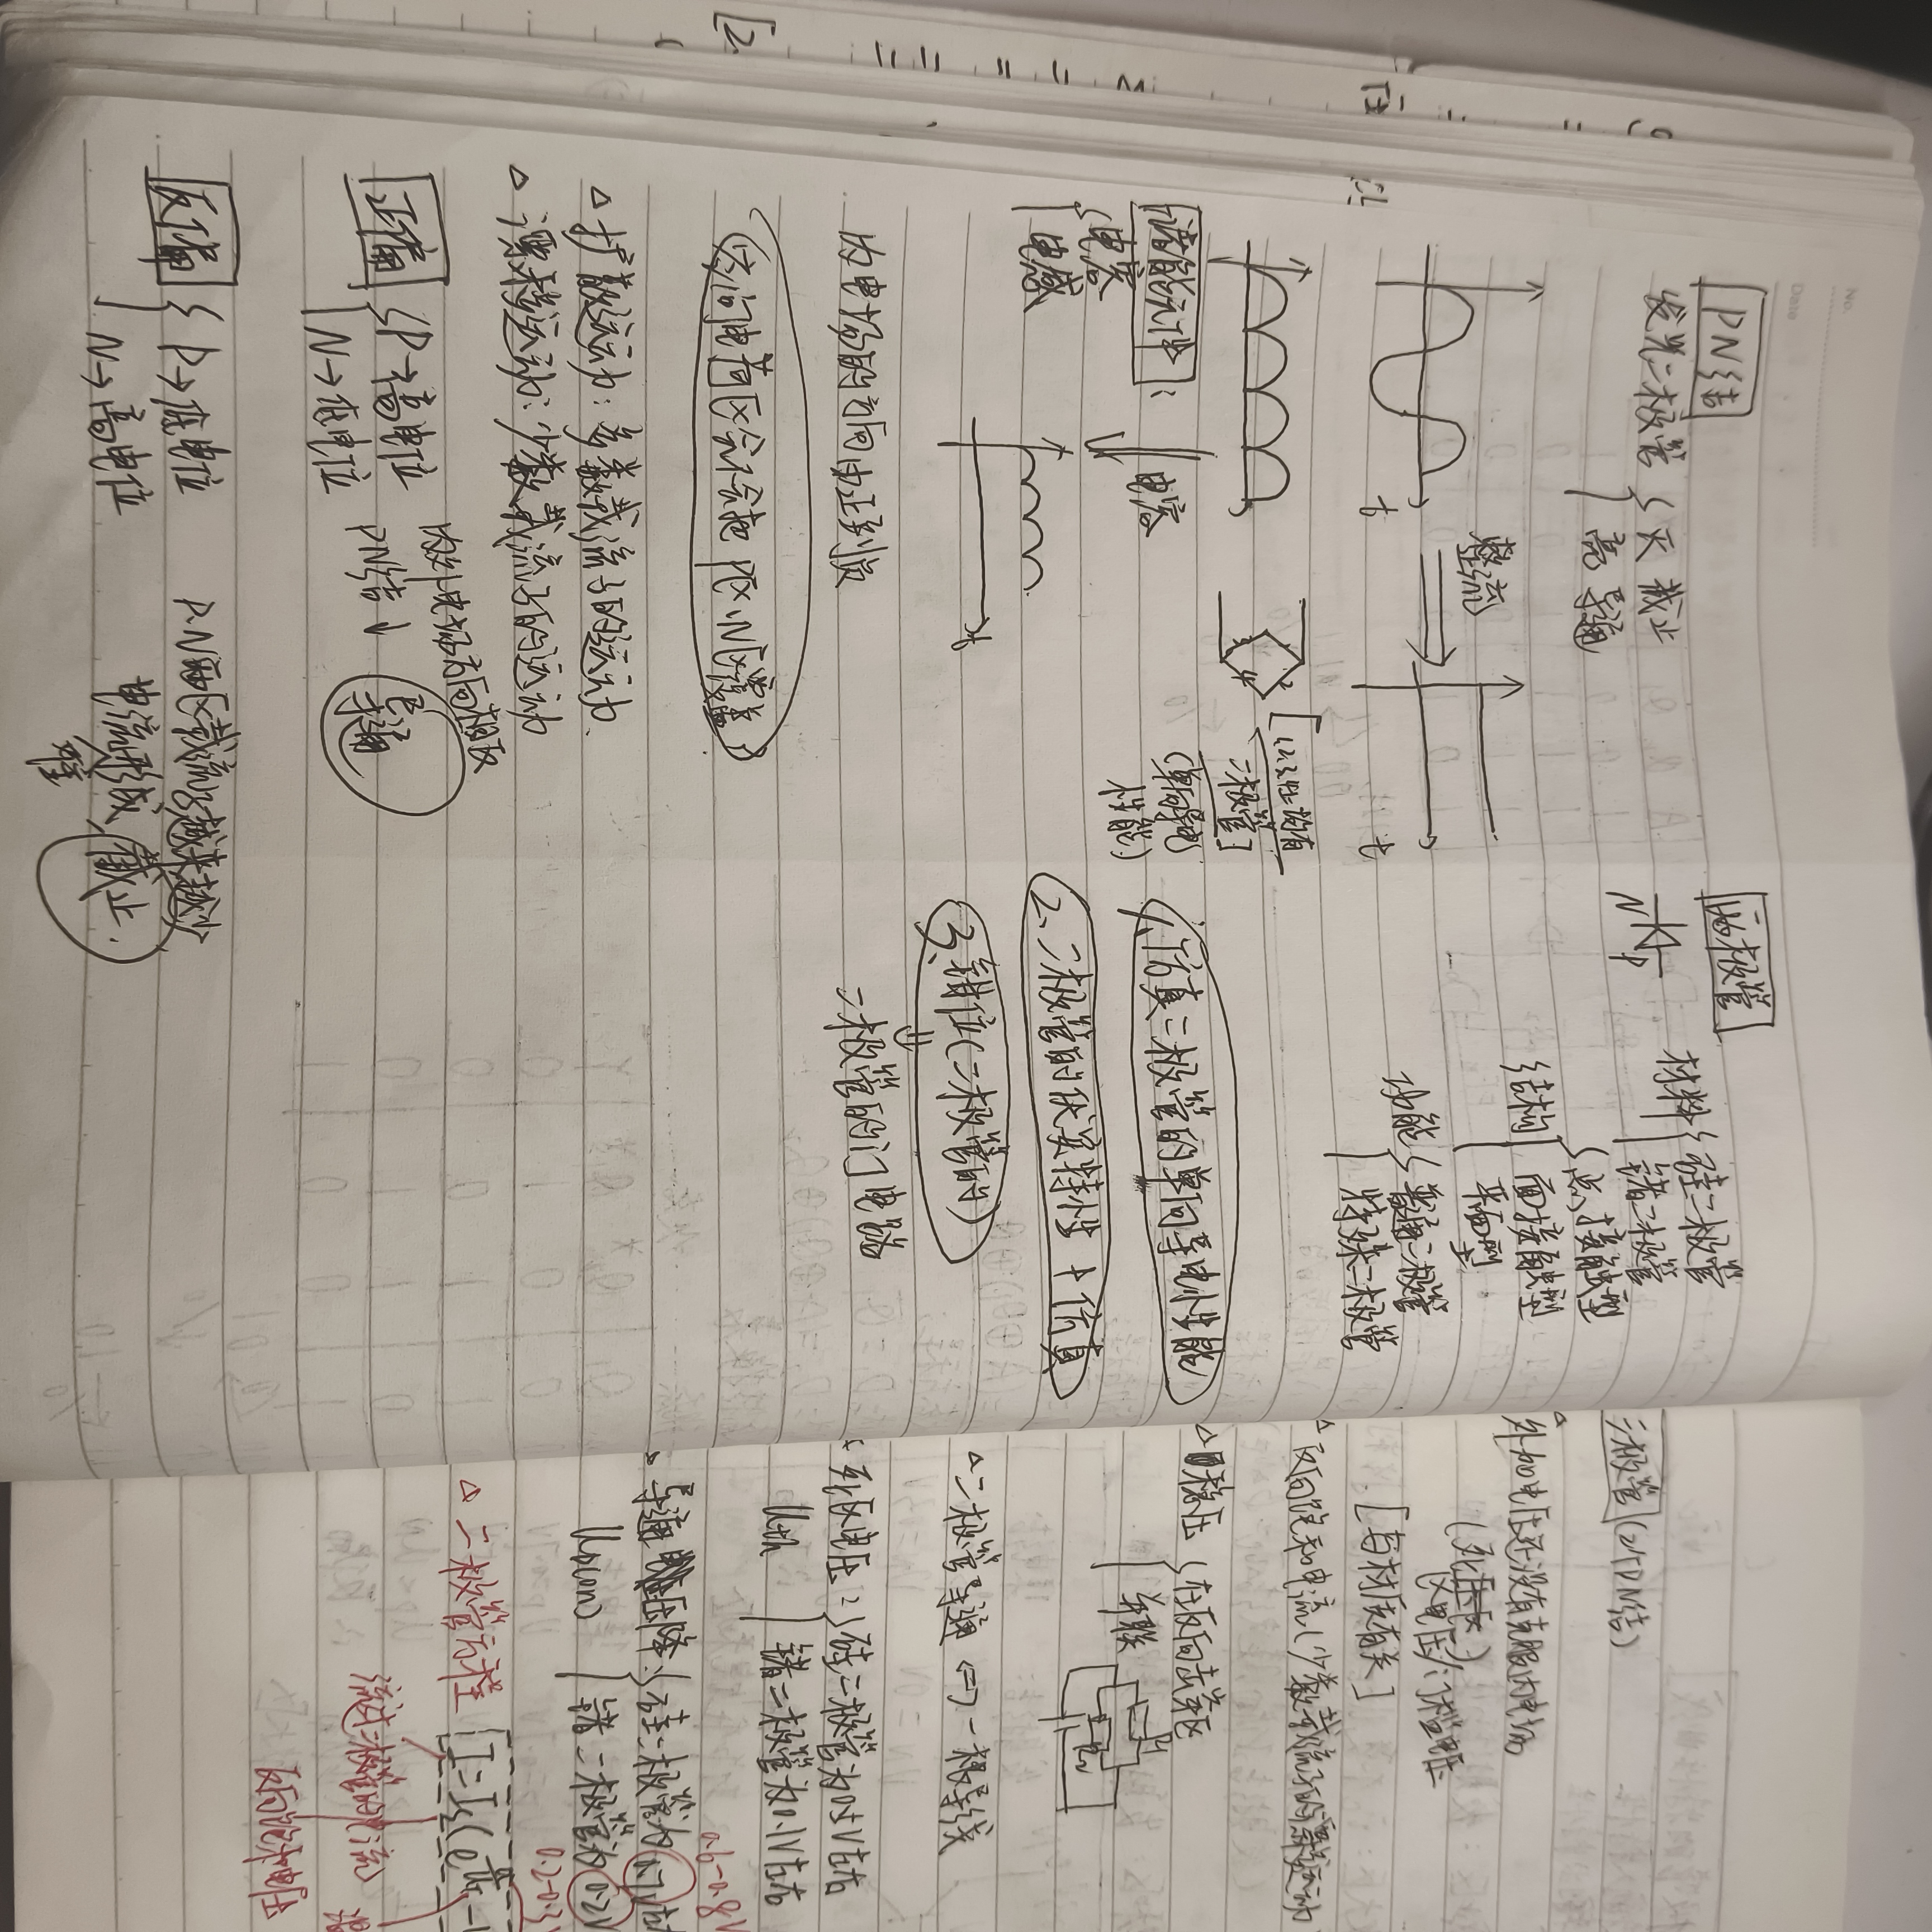 No.
Date
PN结
发光二极管 { 灭 截止
亮 导通
整流
t
t
1.2.3.4上均有
二极管]
(单向导电
性能)
2
3
4
储能元件:
电容
电感
电容
t
内电场的方向由正到负
空间电荷区会不会把P区、N区覆盖
△ 扩散运动:多数载流子的运动.
△ 漂移运动:少数载流子的运动
正偏 { P→高电位
N→低电位
内外电场方向相反
PN结↓ 导通
反偏 { P→低电位
N→高电位
P.N两区载流子越来越少
电流形成 截止.
难
两极管
N P
材料 { 硅二极管
锗二极管
结构 { 点接触型
面接触型
平面型
功能 { 普通二极管
特殊二极管
1.仿真二极管的单向导电性能
2.二极管的伏安特性+仿真
3.钳位(二极管的)
⇓
二极管的门电路
三极管(2个PN结)
△
外加电压还没有克服内电场
区电压/门槛电压
[与材质有关]
△ 反向饱和电流(少数载流子的漂移运动
△ 稳压 { 在反向击穿区
并联
R₂
△ 二极管导通 <=> 一根导线
死区电压:{ 硅二极管为0.5V左右
Uth 锗二极管为0.1V左右
0.6-0.8V
导通电压降:{ 硅二极管为0.7V左右
UD(on) 锗二极管为0.2V
0.2-0.3V
△ 二极管方程 I=Is(e
流过二极管的电流
反向饱和电压